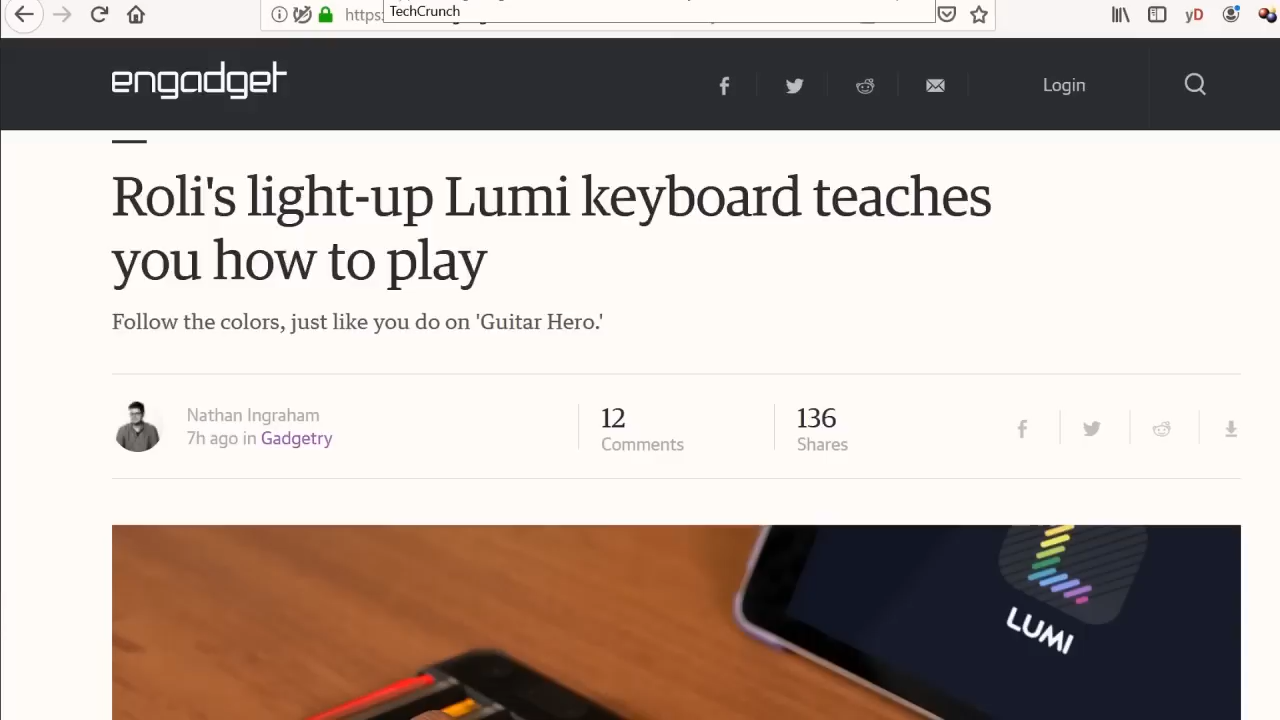 https:
TechCrunch
yD
engadget
Login
Roli's light-up Lumi keyboard teaches
you how to play
Follow the colors, just like you do on 'Guitar Hero.'
Nathan Ingraham
7h ago in Gadgetry
12
Comments
136
Shares
LUMI